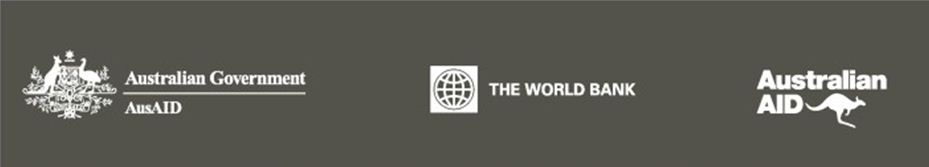 Australian Government
AusAID
THE WORLD BANK
Australian
AID